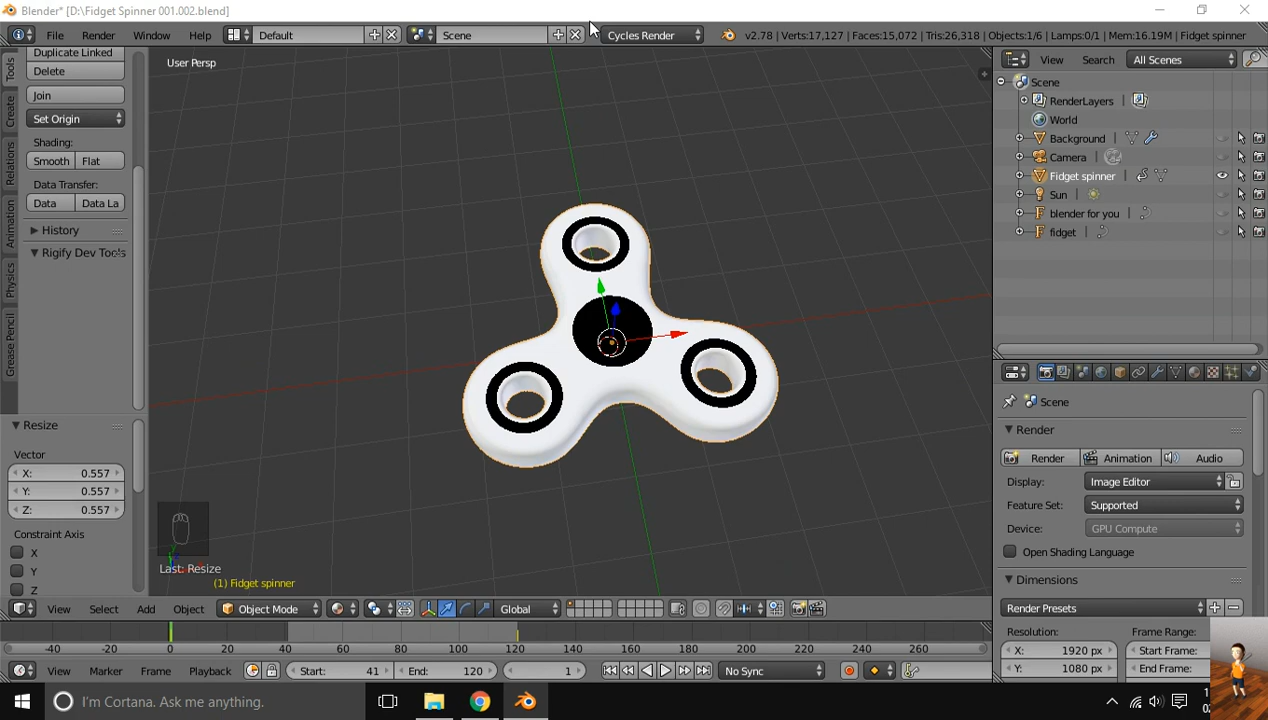 Blender* [D:\Fidget Spinner 001.002.blend]
File Render Window Help Default Scene Cycles Render v2.78 | Verts:17,127 | Faces:15,072 | Tris:26,318 | Objects:1/6 | Lamps:0/1 | Mem:16.19M | Fidget spinner
Tools
Create
Relations
Animation
Physics
Grease Pencil
Duplicate Linked
Delete
Join
Set Origin
Shading:
Smooth Flat
Data Transfer:
Data Data La
History
Rigify Dev Tools
Resize
Vector
X: 0.557
Y: 0.557
Z: 0.557
Constraint Axis
X
Y
Z
User Persp
Last: Resize
(1) Fidget spinner
View Select Add Object Object Mode Global
View Search All Scenes
Scene
RenderLayers
World
Background
Camera
Fidget spinner
Sun
blender for you
fidget
Scene
Render
Render Animation Audio
Display: Image Editor
Feature Set: Supported
Device: GPU Compute
Open Shading Language
Dimensions
Render Presets
Resolution: Frame Range:
X: 1920 px Start Frame:
Y: 1080 px End Frame:
-40 -20 0 20 40 60 80 100 120 140 160 180 200 220 240 260
View Marker Frame Playback Start: 41 End: 120 1 No Sync
I'm Cortana. Ask me anything.